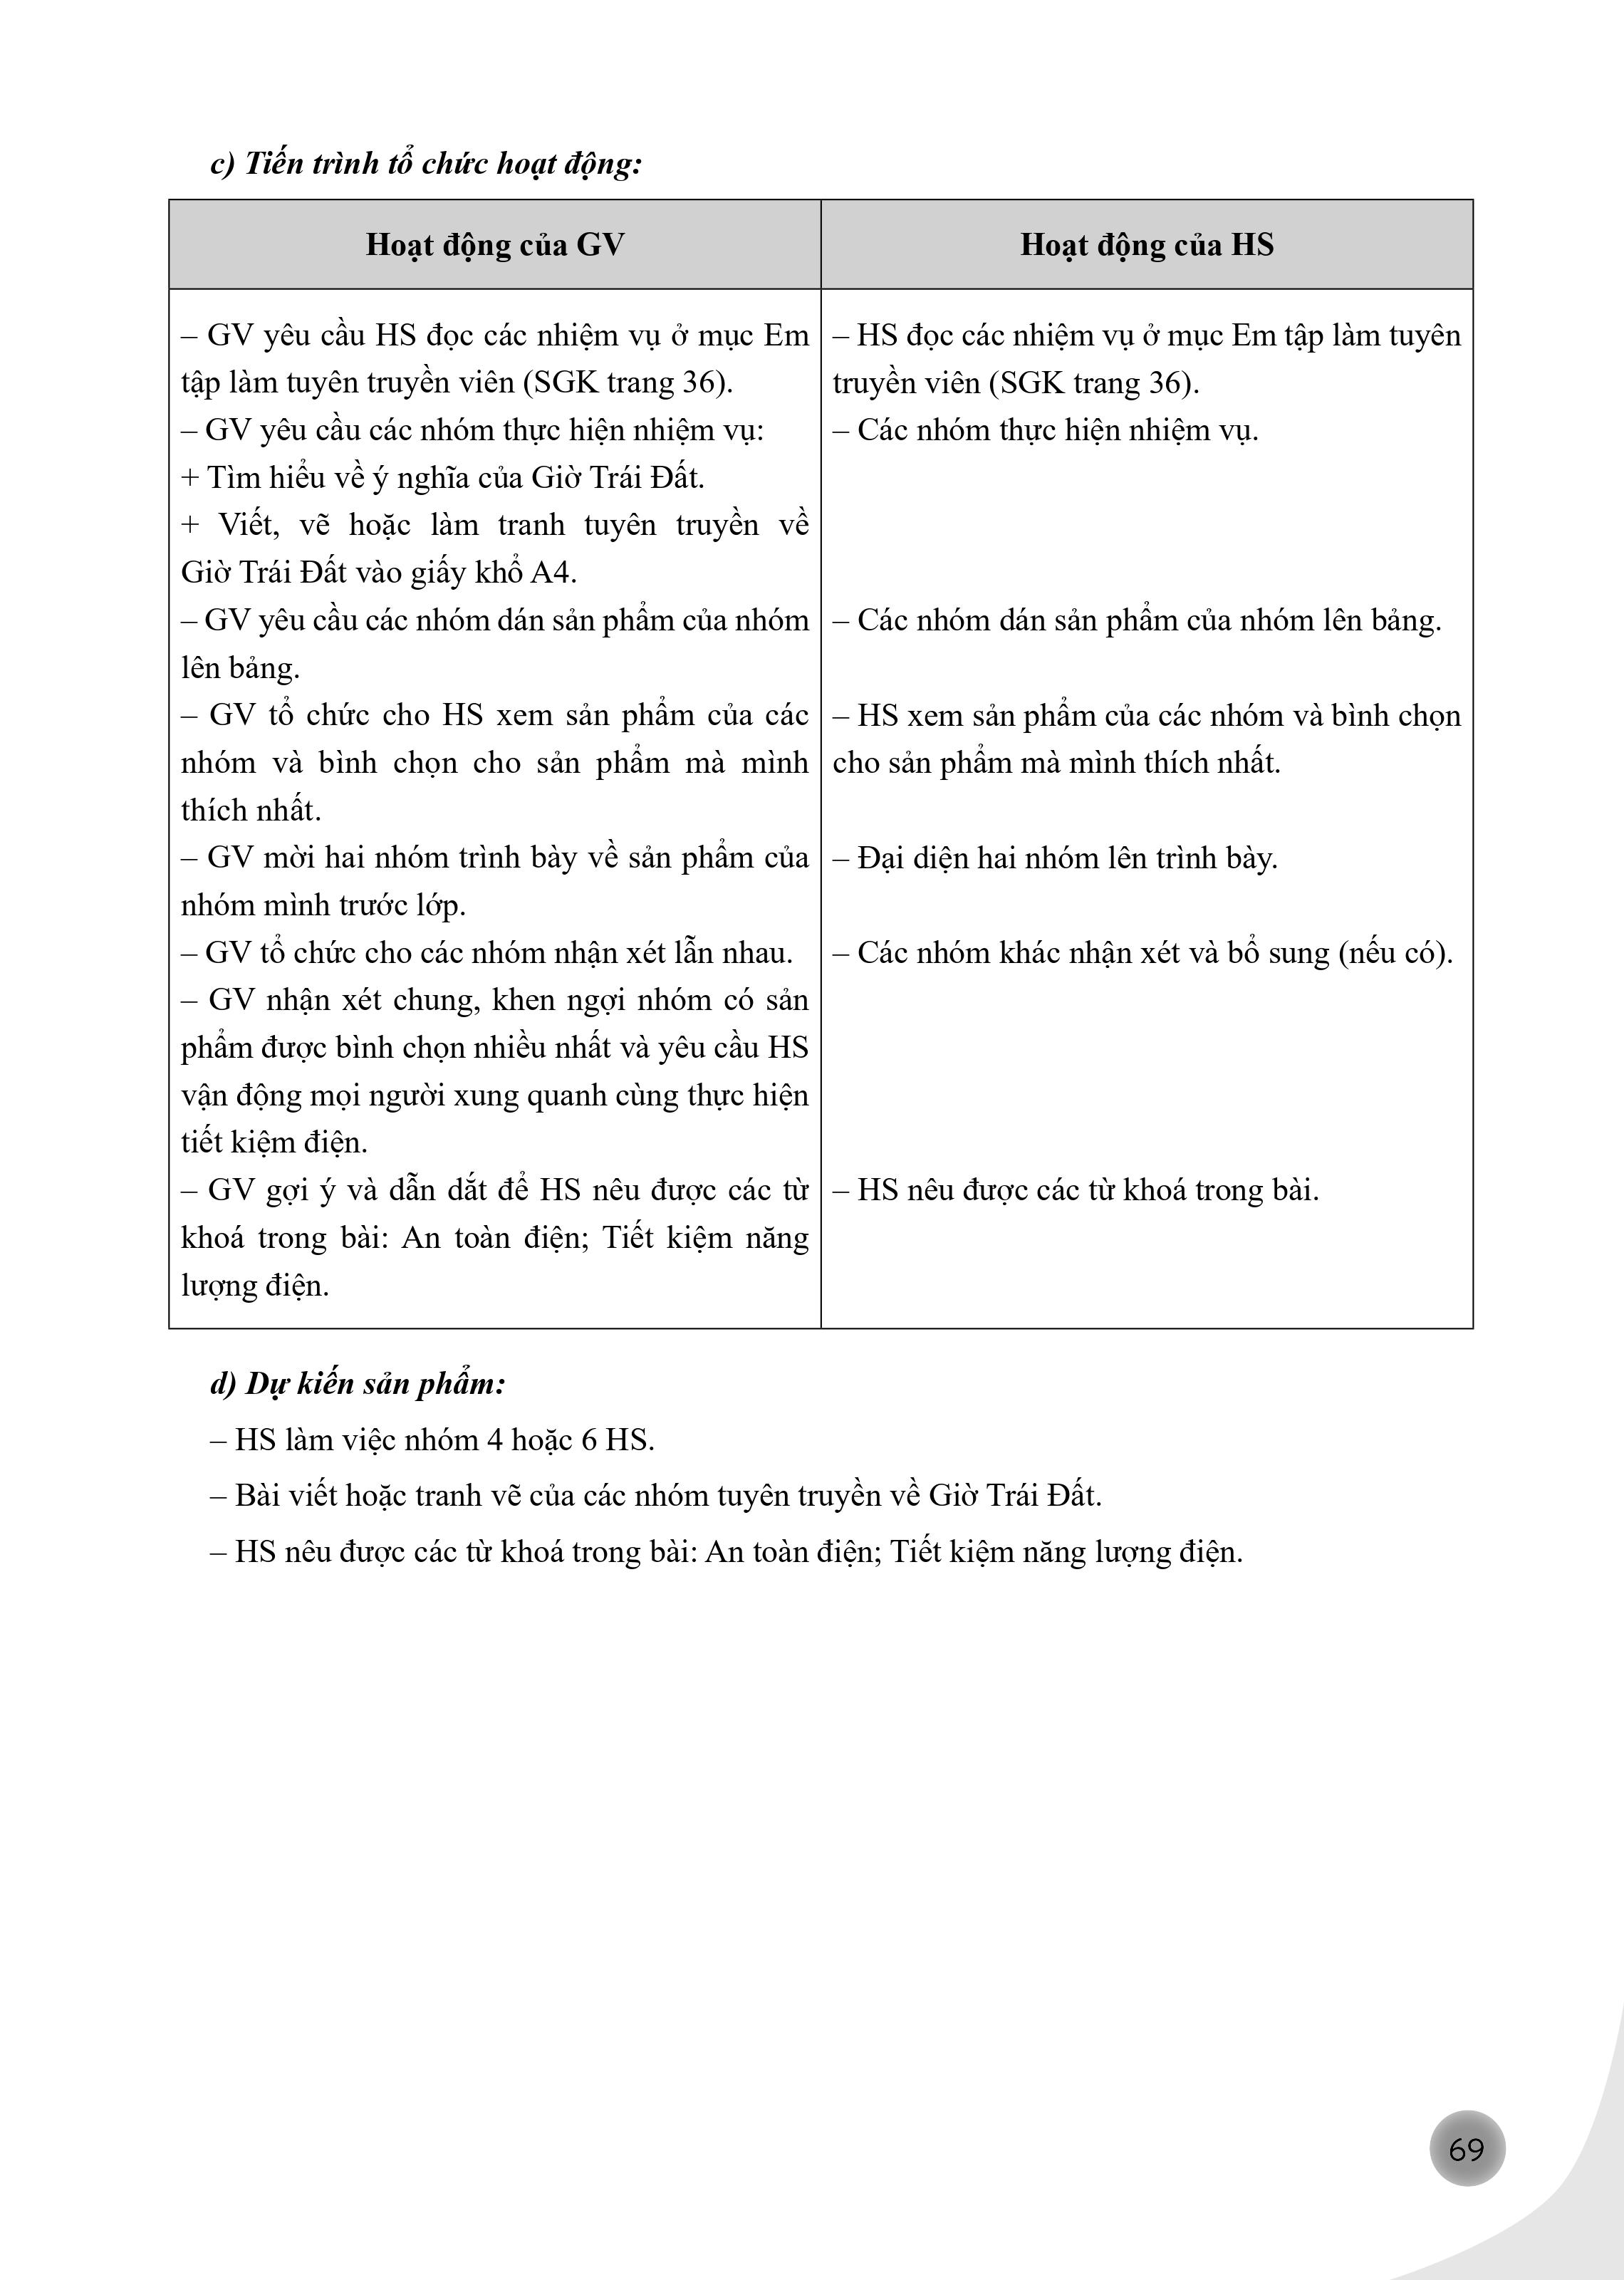 c) Tiến trình tổ chức hoạt động:
Hoạt động của GV
Hoạt động của HS
– GV yêu cầu HS đọc các nhiệm vụ ở mục Em
tập làm tuyên truyền viên (SGK trang 36).
– GV yêu cầu các nhóm thực hiện nhiệm vụ:
+ Tìm hiểu về ý nghĩa của Giờ Trái Đất.
+ Viết, vẽ hoặc làm tranh tuyên truyền về
Giờ Trái Đất vào giấy khổ A4.
– GV yêu cầu các nhóm dán sản phẩm của nhóm
lên bảng.
– GV tổ chức cho HS xem sản phẩm của các
nhóm và bình chọn cho sản phẩm mà mình
thích nhất.
– GV mời hai nhóm trình bày về sản phẩm của
nhóm mình trước lớp.
– GV tổ chức cho các nhóm nhận xét lẫn nhau.
– GV nhận xét chung, khen ngợi nhóm có sản
phẩm được bình chọn nhiều nhất và yêu cầu HS
vận động mọi người xung quanh cùng thực hiện
tiết kiệm điện.
– GV gợi ý và dẫn dắt để HS nêu được các từ
khoá trong bài: An toàn điện; Tiết kiệm năng
lượng điện.
– HS đọc các nhiệm vụ ở mục Em tập làm tuyên
truyền viên (SGK trang 36).
– Các nhóm thực hiện nhiệm vụ.
– Các nhóm dán sản phẩm của nhóm lên bảng.
– HS xem sản phẩm của các nhóm và bình chọn
cho sản phẩm mà mình thích nhất.
– Đại diện hai nhóm lên trình bày.
– Các nhóm khác nhận xét và bổ sung (nếu có).
– HS nêu được các từ khoá trong bài.
d) Dự kiến sản phẩm:
– HS làm việc nhóm 4 hoặc 6 HS.
– Bài viết hoặc tranh vẽ của các nhóm tuyên truyền về Giờ Trái Đất.
– HS nêu được các từ khoá trong bài: An toàn điện; Tiết kiệm năng lượng điện.
69